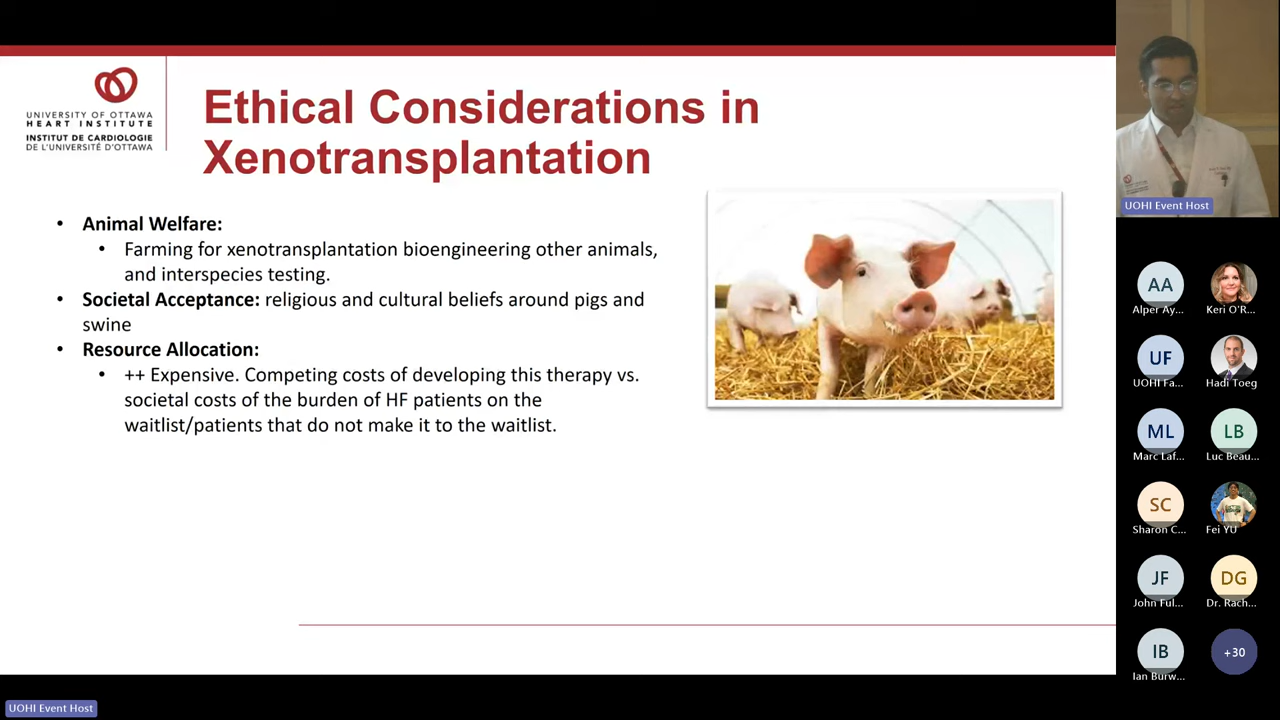 UNIVERSITY OF OTTAWA
HEART INSTITUTE
INSTITUT DE CARDIOLOGIE
DE L'UNIVERSITÉ D'OTTAWA
Ethical Considerations in
Xenotransplantation
• Animal Welfare:
• Farming for xenotransplantation bioengineering other animals,
and interspecies testing.
• Societal Acceptance: religious and cultural beliefs around pigs and
swine
• Resource Allocation:
• ++ Expensive. Competing costs of developing this therapy vs.
societal costs of the burden of HF patients on the
waitlist/patients that do not make it to the waitlist.
UOHI Event Host
UOHI Event Host
AA
Alper Ay...
Keri O'R...
UF
UOHI Fa...
Hadi Toeg
ML
Marc Laf...
LB
Luc Beau...
SC
Sharon C...
Fei YU
JF
John Ful...
DG
Dr. Rach...
IB
Ian Burw...
+30